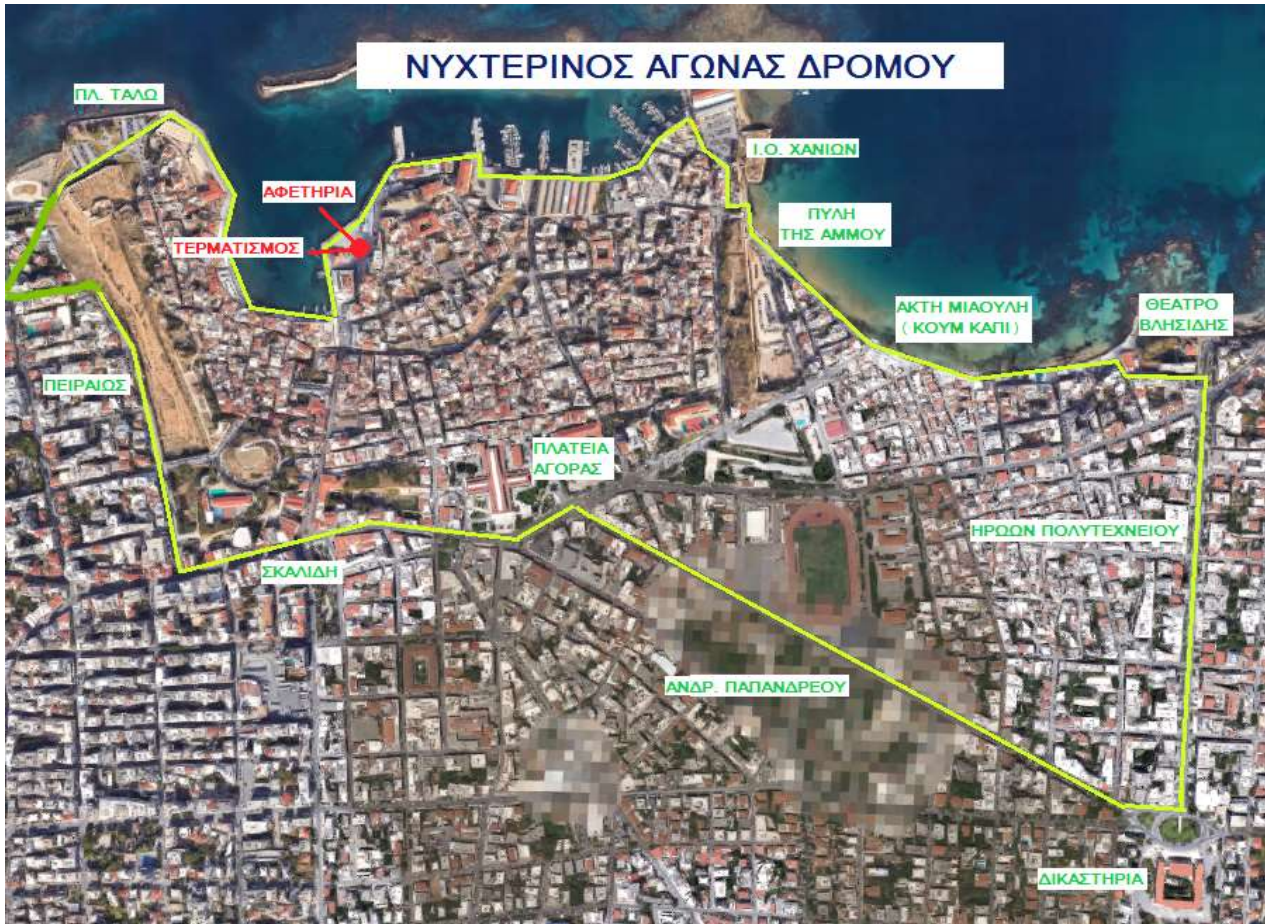 ΝΥΧΤΕΡΙΝΟΣ ΑΓΩΝΑΣ ΔΡΟΜΟΥ
ΠΛ. ΤΑΛΩ
Ι.Ο. ΧΑΝΙΩΝ
ΑΦΕΤΗΡΙΑ
ΠΥΛΗ
ΤΗΣ ΑΜΜΟΥ
ΤΕΡΜΑΤΙΣΜΟΣ
ΑΚΤΗ ΜΙΑΟΥΛΗ
( ΚΟΥΜ ΚΑΠΙ )
ΘΕΑΤΡΟ
ΒΛΗΣΙΔΗΣ
ΠΕΙΡΑΙΩΣ
ΠΛΑΤΕΙΑ
ΑΓΟΡΑΣ
ΗΡΩΩΝ ΠΟΛΥΤΕΧΝΕΙΟΥ
ΣΚΑΛΙΔΗ
ΑΝΔΡ. ΠΑΠΑΝΔΡΕΟΥ
ΔΙΚΑΣΤΗΡΙΑ